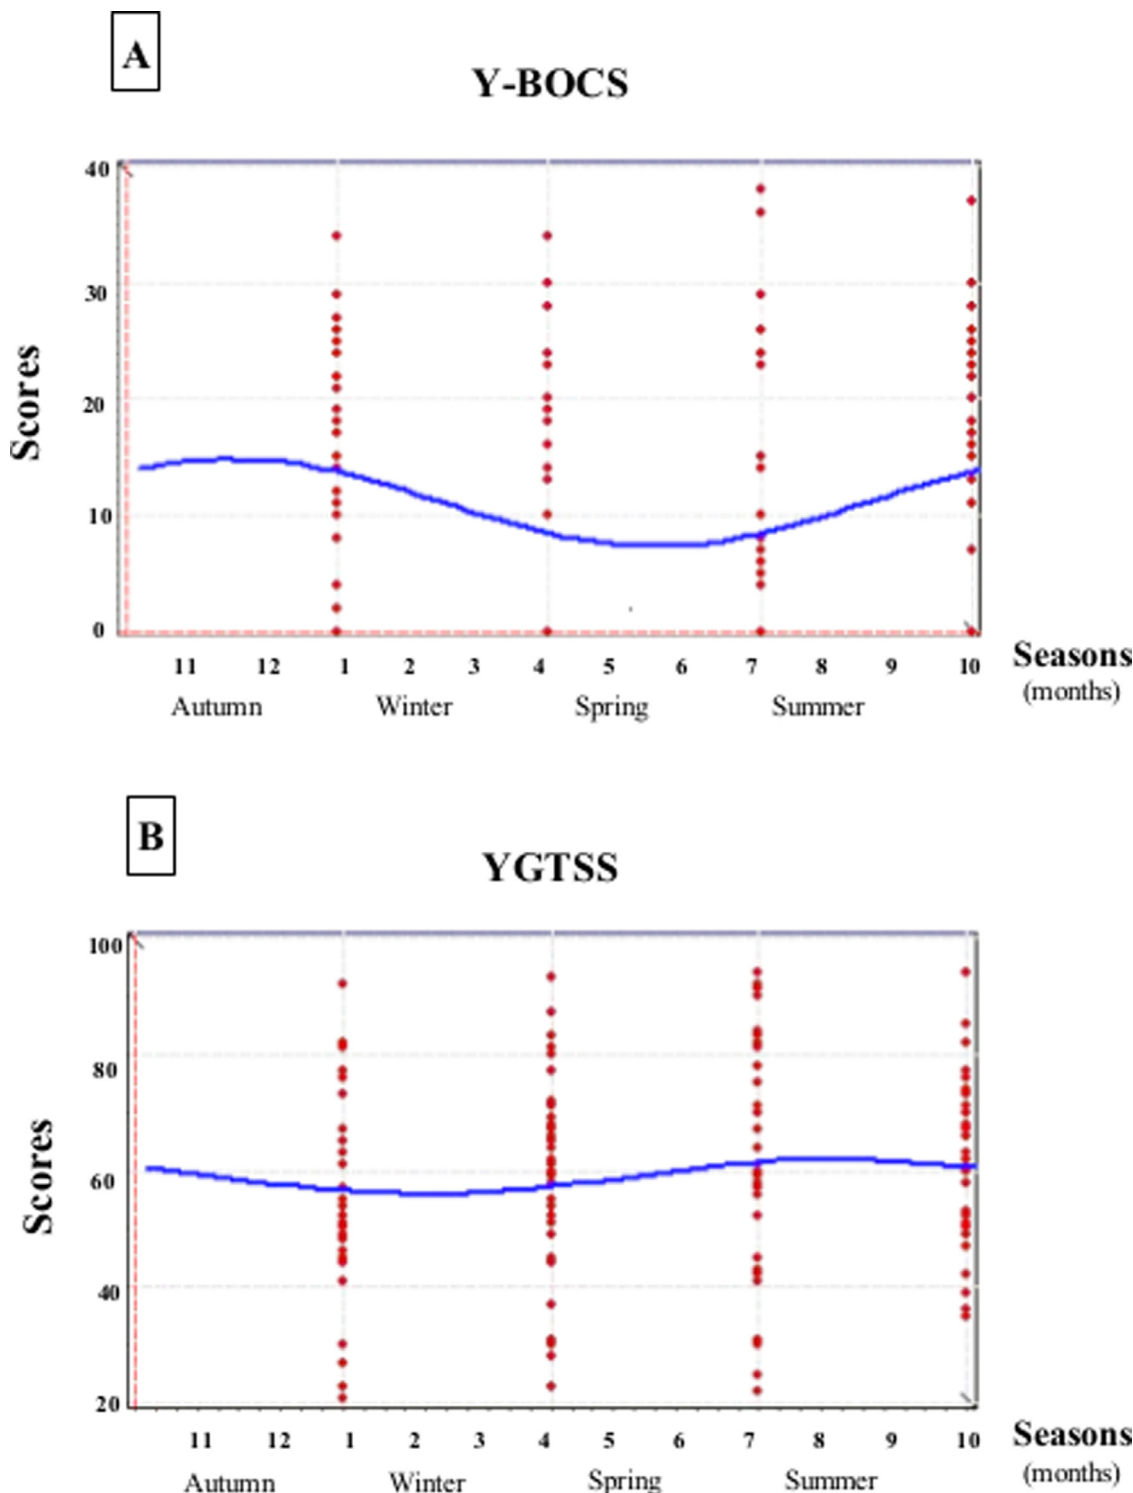 A
Y-BOCS
40
30
20
10
0
Scores
11 12 1 2 3 4 5 6 7 8 9 10
Seasons
(months)
Autumn Winter Spring Summer
B
YGTSS
100
80
60
40
20
Scores
11 12 1 2 3 4 5 6 7 8 9 10
Seasons
(months)
Autumn Winter Spring Summer